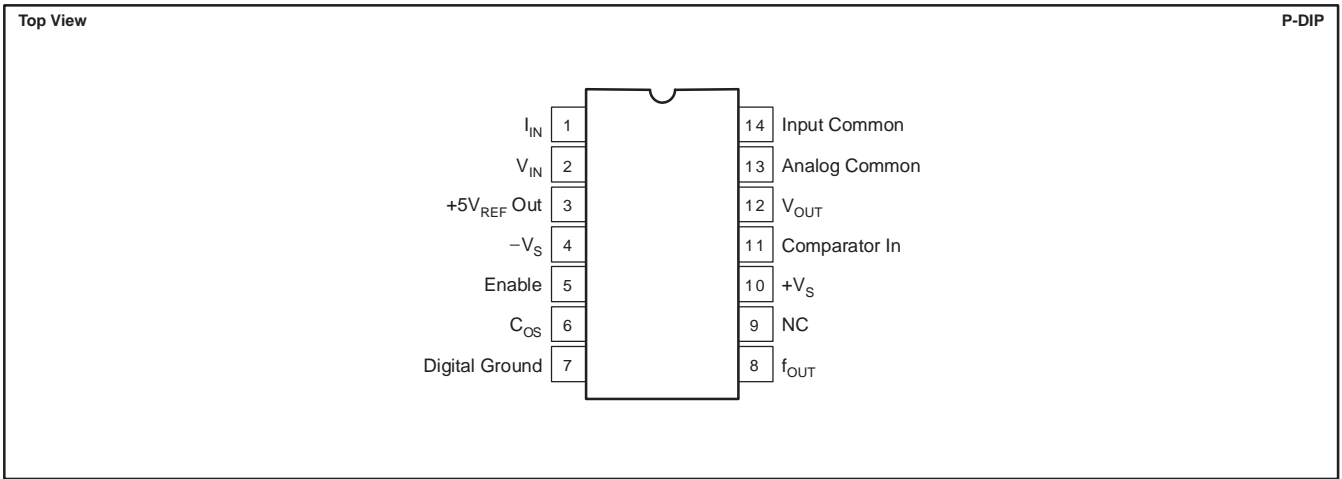 Top View P-DIP
I_IN 1 14 Input Common
V_IN 2 13 Analog Common
+5V_REF Out 3 12 V_OUT
−V_S 4 11 Comparator In
Enable 5 10 +V_S
C_OS 6 9 NC
Digital Ground 7 8 f_OUT